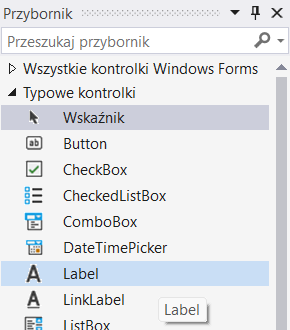 Przybornik
Przeszukaj przybornik
Wszystkie kontrolki Windows Forms
Typowe kontrolki
Wskaźnik
Button
CheckBox
CheckedListBox
ComboBox
DateTimePicker
Label
LinkLabel
Label
ListBox